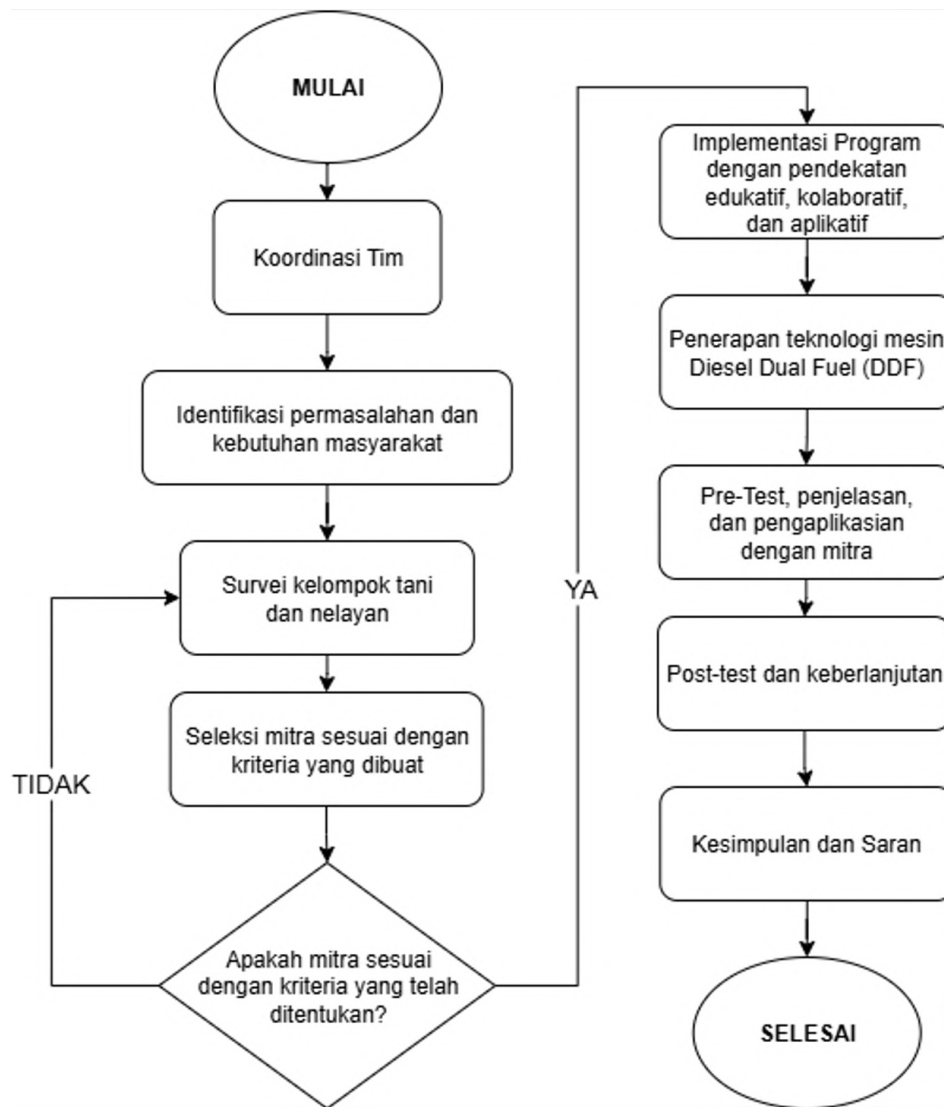 MULAI
Koordinasi Tim
Identifikasi permasalahan dan
kebutuhan masyarakat
Survei kelompok tani
dan nelayan
Seleksi mitra sesuai dengan
kriteria yang dibuat
TIDAK
Apakah mitra sesuai
dengan kriteria yang telah
ditentukan?
YA
Implementasi Program
dengan pendekatan
edukatif, kolaboratif,
dan aplikatif
Penerapan teknologi mesin
Diesel Dual Fuel (DDF)
Pre-Test, penjelasan,
dan pengaplikasian
dengan mitra
Post-test dan keberlanjutan
Kesimpulan dan Saran
SELESAI